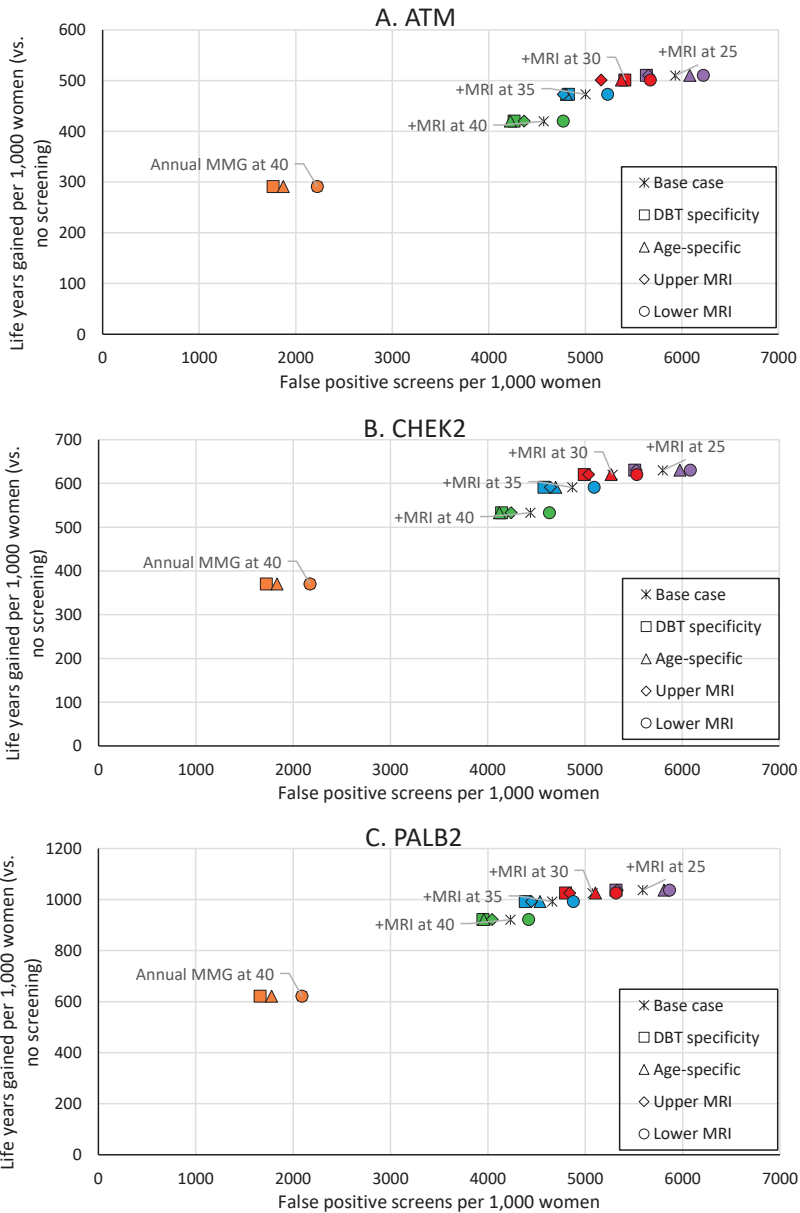 A. ATM
Life years gained per 1,000 women (vs.
no screening)
600
500
400
300
200
100
0
0
1000
2000
3000
4000
5000
6000
7000
False positive screens per 1,000 women
Annual MMG at 40
+MRI at 40
+MRI at 35
+MRI at 30
+MRI at 25
Base case
DBT specificity
Age-specific
Upper MRI
Lower MRI
B. CHEK2
Life years gained per 1,000 women (vs.
no screening)
700
600
500
400
300
200
100
0
0
1000
2000
3000
4000
5000
6000
7000
False positive screens per 1,000 women
Annual MMG at 40
+MRI at 40
+MRI at 35
+MRI at 30
+MRI at 25
Base case
DBT specificity
Age-specific
Upper MRI
Lower MRI
C. PALB2
Life years gained per 1,000 women (vs.
no screening)
1200
1000
800
600
400
200
0
0
1000
2000
3000
4000
5000
6000
7000
False positive screens per 1,000 women
Annual MMG at 40
+MRI at 40
+MRI at 35
+MRI at 30
+MRI at 25
Base case
DBT specificity
Age-specific
Upper MRI
Lower MRI